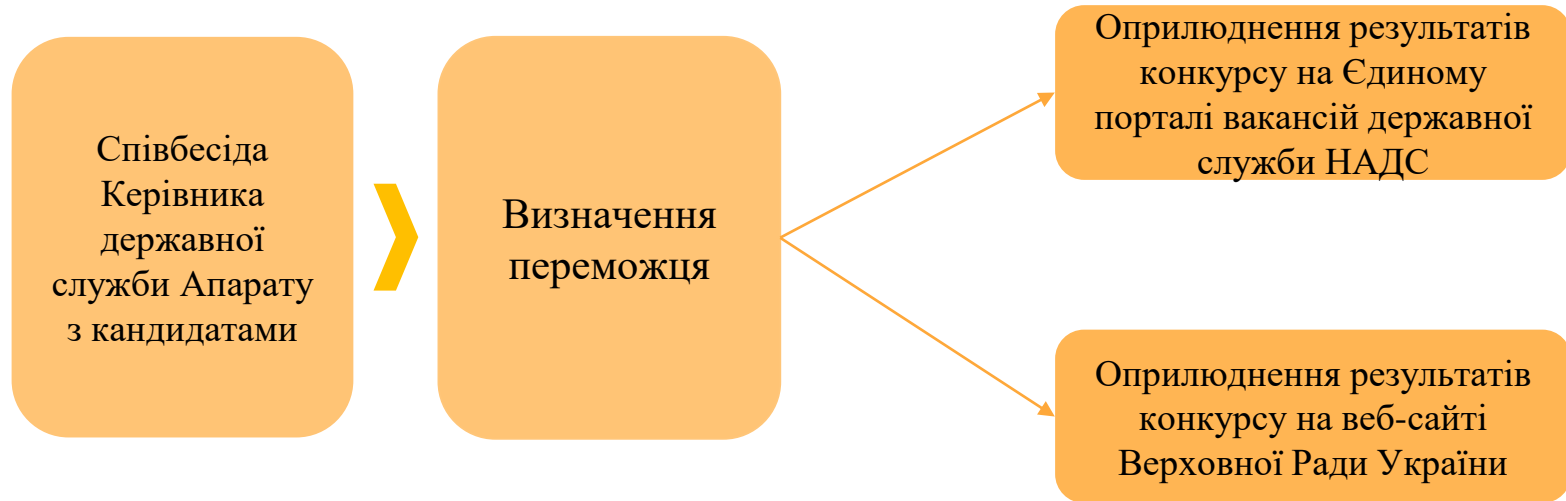 Співбесіда
Керівника
державної
служби Апарату
з кандидатами
Визначення
переможця
Оприлюднення результатів
конкурсу на Єдиному
порталі вакансій державної
служби НАДС
Оприлюднення результатів
конкурсу на веб-сайті
Верховної Ради України